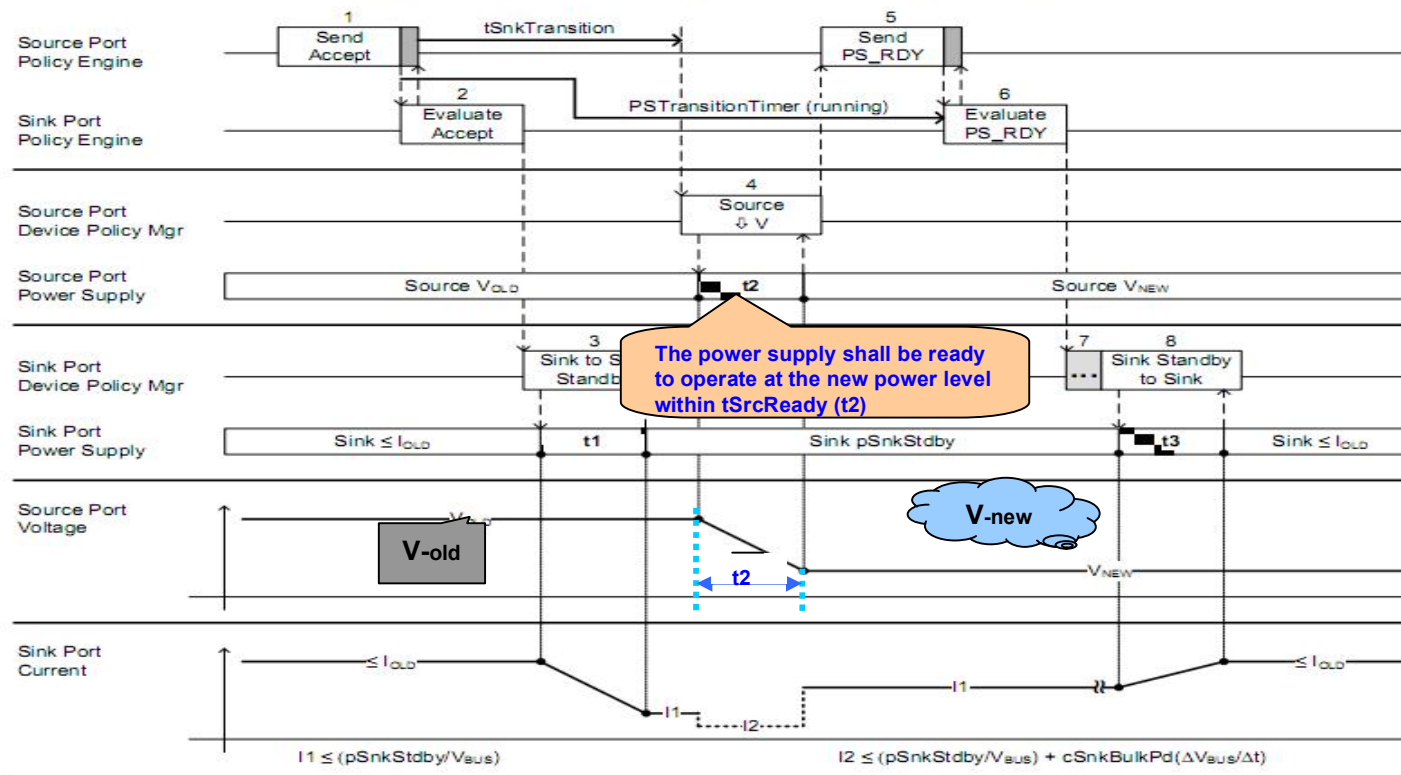 1
Send
Accept
tSnkTransition
5
Send
PS_RDY
Source Port
Policy Engine
2
Evaluate
Accept
PSTransitionTimer (running)
6
Evaluate
PS_RDY
Sink Port
Policy Engine
4
Source
⇩ V
Source Port
Device Policy Mgr
Source Port
Power Supply
Source VOLD
t2
Source VNEW
The power supply shall be ready
to operate at the new power level
within tSrcReady (t2)
3
Sink to S
Standb
7
...
8
Sink Standby
to Sink
Sink Port
Device Policy Mgr
Sink Port
Power Supply
Sink ≤ IOLD
t1
Sink pSnkStdby
t3
Sink ≤ IOLD
Source Port
Voltage
V-old
V-new
t2
VNEW
Sink Port
Current
≤ IOLD
I1
I2
I1
≤ IOLD
I1 ≤ (pSnkStdby/VBUS)
I2 ≤ (pSnkStdby/VBUS) + cSnkBulkPd(ΔVBUS/Δt)